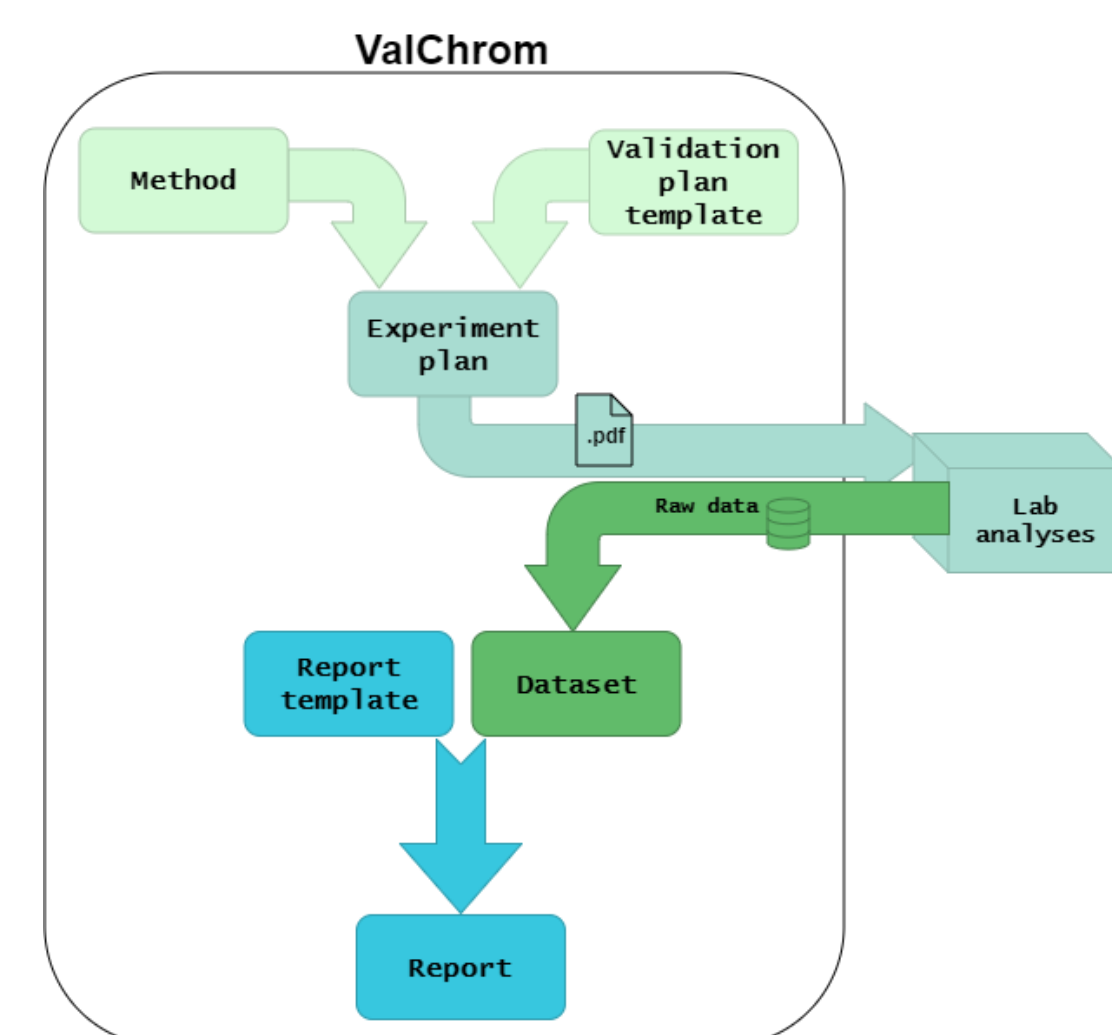 ValChrom
Method
Validation
plan
template
Experiment
plan
.pdf
Raw data
Lab
analyses
Report
template
Dataset
Report